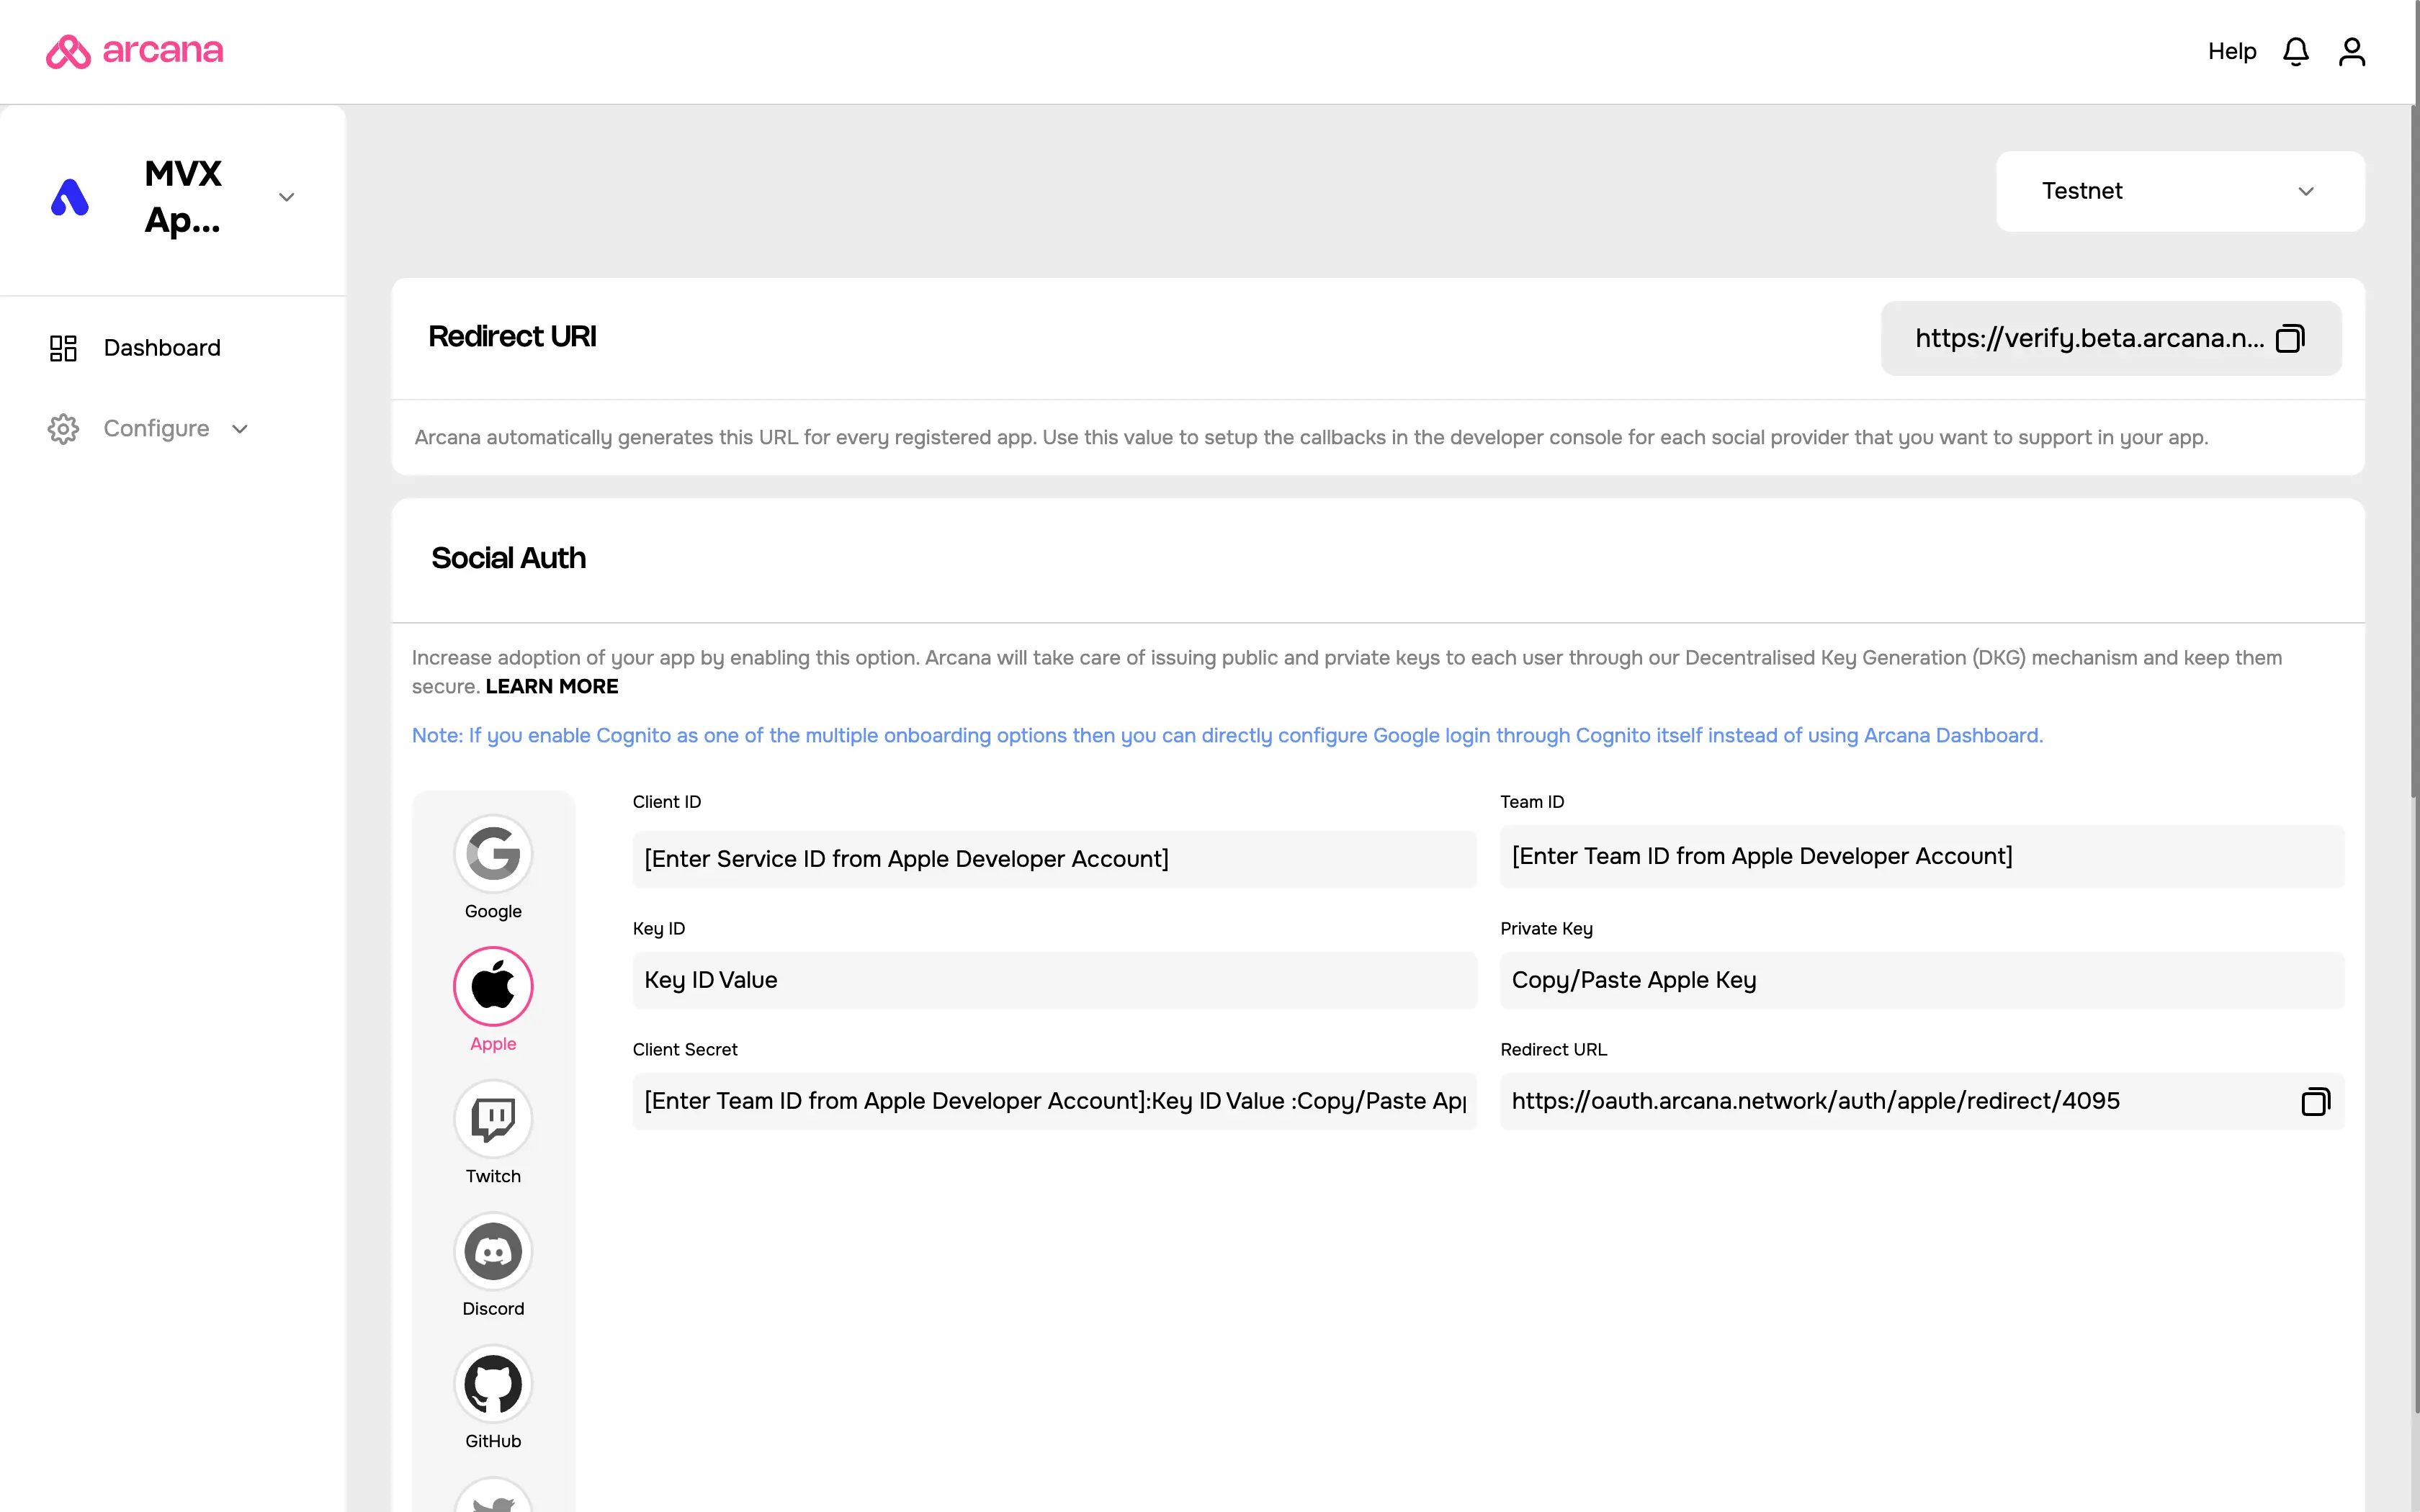 arcana
Help
MVX
Ap...
Testnet
Dashboard
Configure
Redirect URI
https://verify.beta.arcana.n...
Arcana automatically generates this URL for every registered app. Use this value to setup the callbacks in the developer console for each social provider that you want to support in your app.
Social Auth
Increase adoption of your app by enabling this option. Arcana will take care of issuing public and prviate keys to each user through our Decentralised Key Generation (DKG) mechanism and keep them
secure. LEARN MORE
Note: If you enable Cognito as one of the multiple onboarding options then you can directly configure Google login through Cognito itself instead of using Arcana Dashboard.
Google
Apple
Twitch
Discord
GitHub
Client ID
[Enter Service ID from Apple Developer Account]
Team ID
[Enter Team ID from Apple Developer Account]
Key ID
Key ID Value
Private Key
Copy/Paste Apple Key
Client Secret
[Enter Team ID from Apple Developer Account]:Key ID Value :Copy/Paste App
Redirect URL
https://oauth.arcana.network/auth/apple/redirect/4095